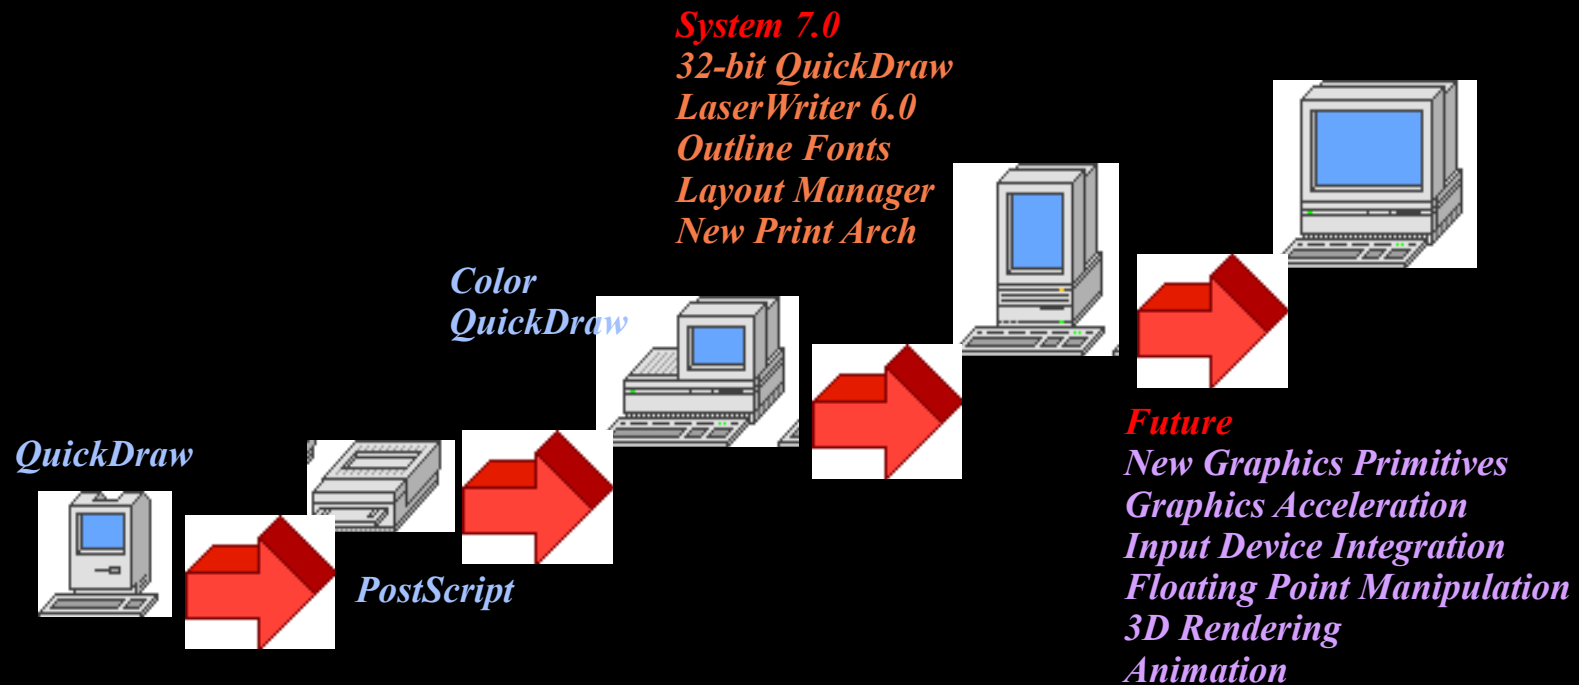 System 7.0
32-bit QuickDraw
LaserWriter 6.0
Outline Fonts
Layout Manager
New Print Arch
Color
QuickDraw
QuickDraw
PostScript
Future
New Graphics Primitives
Graphics Acceleration
Input Device Integration
Floating Point Manipulation
3D Rendering
Animation